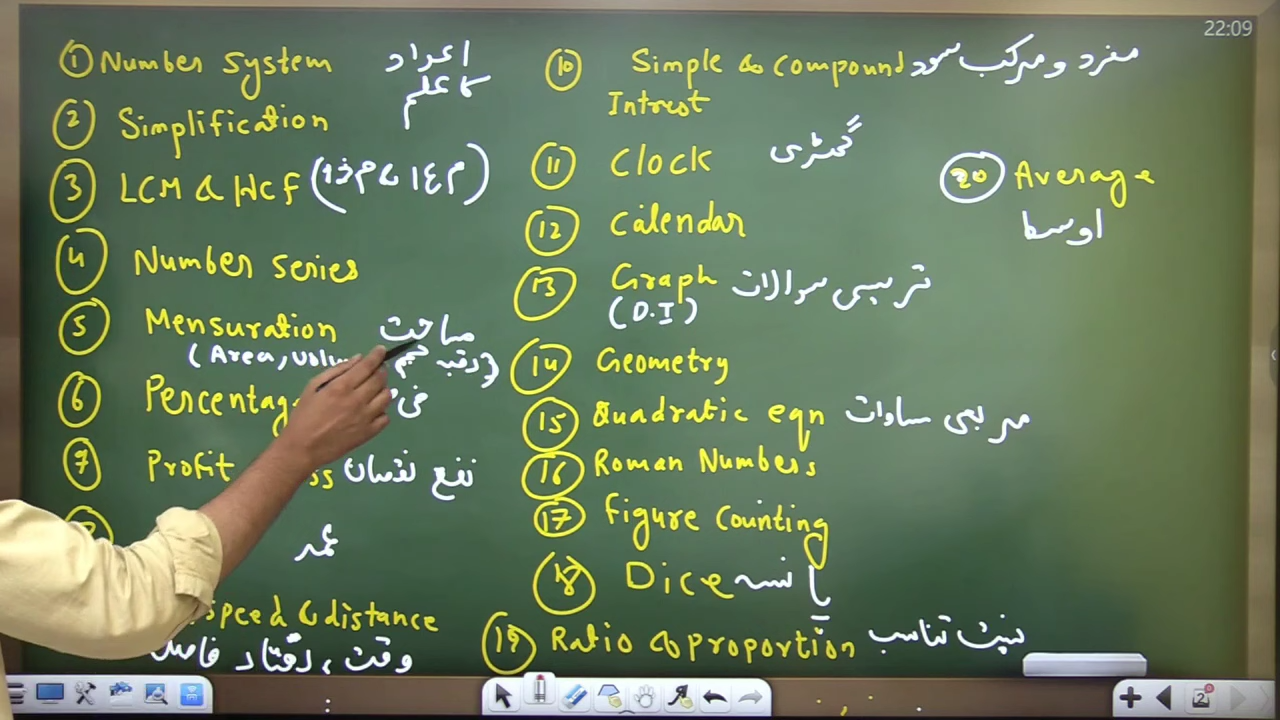 22:09
① Number System اعداد
کا علم
② Simplification
③ LCM & HCF
④ Number series
⑤ Mensuration مساحت
(Area, رقبہ حجم)
⑥
⑦ Profit نفع نقصان
عمر
speed & distance
وقت، رفتار فاصلہ
⑩ Simple & compound مفرد و مرکب سود
Intrest
⑪ Clock گھڑی
⑫ Calendar
⑬ Graph ترسیمی سوالات
(D.I)
⑭ Geometry
⑮ Quadratic eqn مربعی مساوات
⑯ Roman Numbers
⑰ Figure Counting
⑱ Dice پانسہ
⑲ Ratio & proportion نسبت تناسب
⑳ Average
اوسط
2